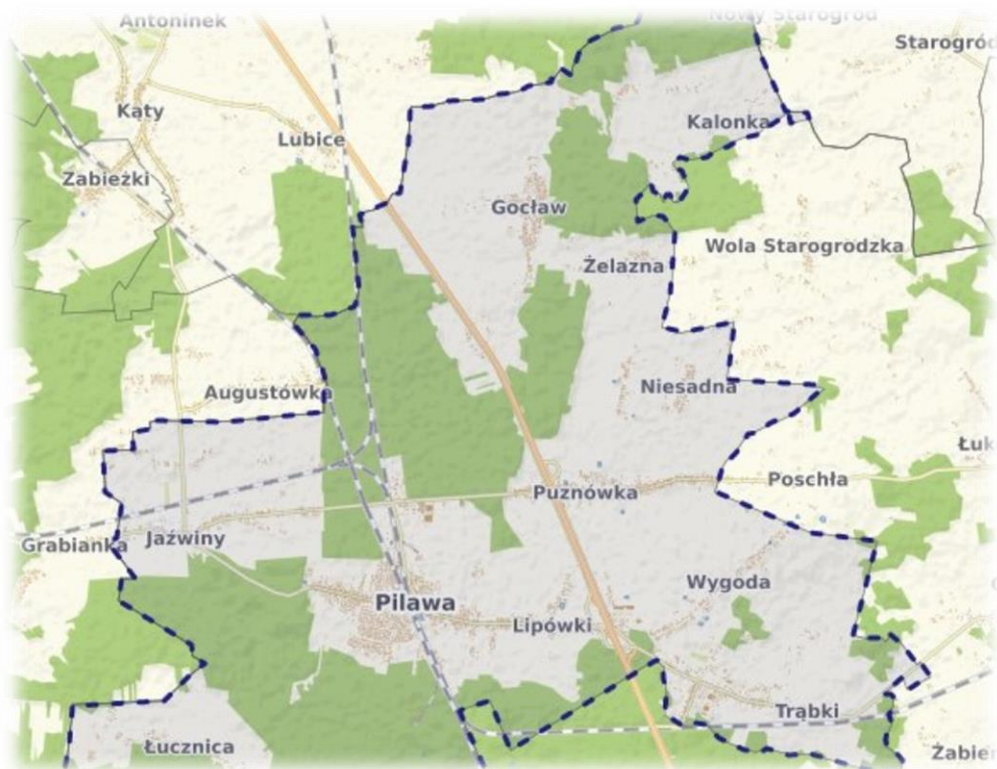 Nowy Starogród
Antoninek
Starogró
Kąty
Kalonka
Lubice
Zabieżki
Gocław
Wola Starogrodzka
Żelazna
Niesadna
Augustówka
Łuk
Poschła
Puznówka
Jaźwiny
Grabianka
Wygoda
Pilawa
Lipówki
Trąbki
Łucznica
Żabie